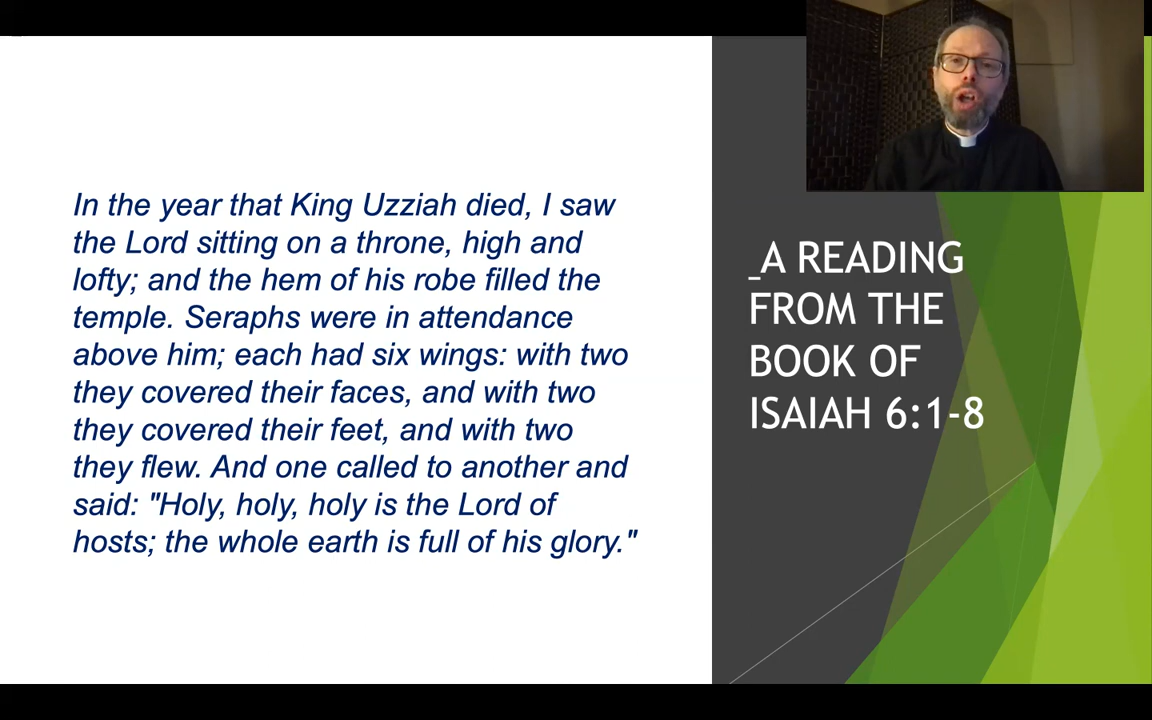 In the year that King Uzziah died, I saw
the Lord sitting on a throne, high and
lofty; and the hem of his robe filled the
temple. Seraphs were in attendance
above him; each had six wings: with two
they covered their faces, and with two
they covered their feet, and with two
they flew. And one called to another and
said: "Holy, holy, holy is the Lord of
hosts; the whole earth is full of his glory."
_A READING
FROM THE
BOOK OF
ISAIAH 6:1-8